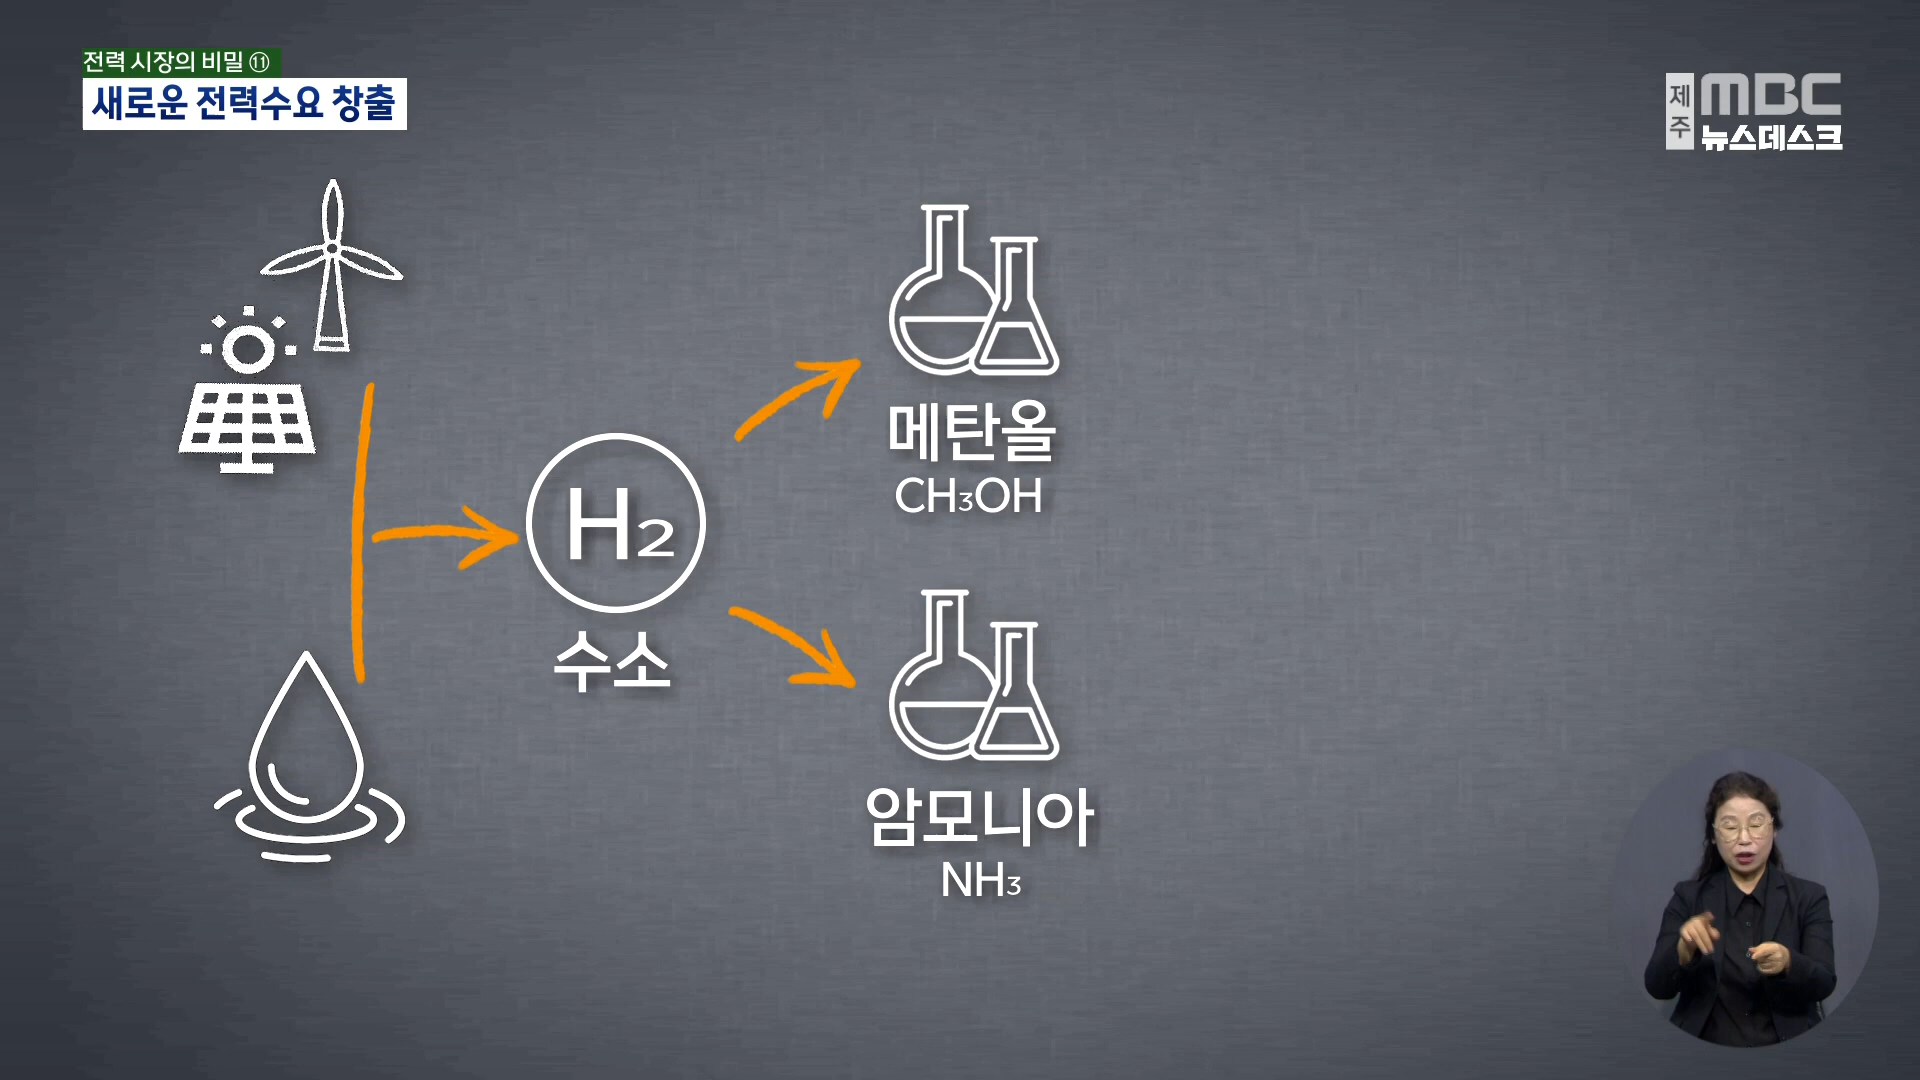 전력 시장의 비밀 ⑪
새로운 전력수요 창출
제주
MBC
뉴스데스크
H₂
수소
메탄올
CH₃OH
암모니아
NH₃